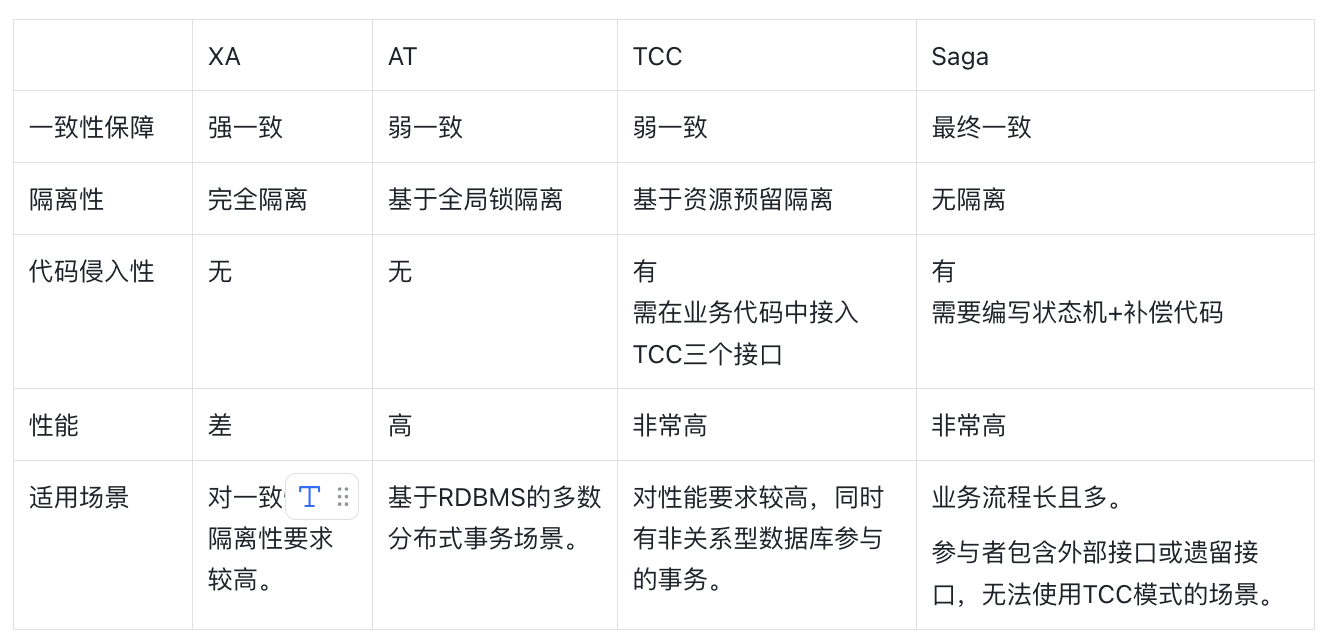 XA AT TCC Saga
一致性保障 强一致 弱一致 弱一致 最终一致
隔离性 完全隔离 基于全局锁隔离 基于资源预留隔离 无隔离
代码侵入性 无 无 有 有
需在业务代码中接入 需要编写状态机+补偿代码
TCC三个接口
性能 差 高 非常高 非常高
适用场景 对一致 T 基于RDBMS的多数 对性能要求较高，同时 业务流程长且多。
隔离性要求 分布式事务场景。 有非关系型数据库参与 参与者包含外部接口或遗留接
较高。 的事务。 口，无法使用TCC模式的场景。